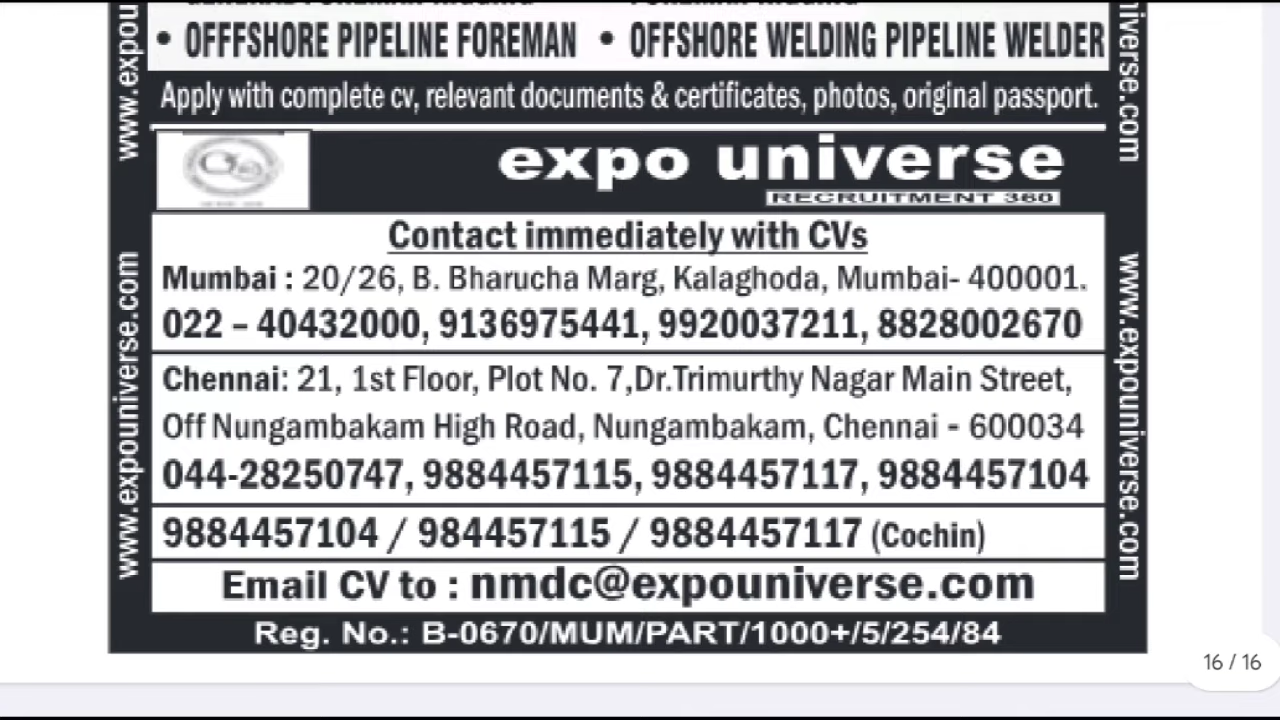 • OFFFSHORE PIPELINE FOREMAN • OFFSHORE WELDING PIPELINE WELDER
Apply with complete cv, relevant documents & certificates, photos, original passport.
expo universe
RECRUITMENT 360
Contact immediately with CVs
Mumbai : 20/26, B. Bharucha Marg, Kalaghoda, Mumbai- 400001.
022 – 40432000, 9136975441, 9920037211, 8828002670
Chennai: 21, 1st Floor, Plot No. 7,Dr.Trimurthy Nagar Main Street,
Off Nungambakam High Road, Nungambakam, Chennai - 600034
044-28250747, 9884457115, 9884457117, 9884457104
9884457104 / 984457115 / 9884457117 (Cochin)
Email CV to : nmdc@expouniverse.com
Reg. No.: B-0670/MUM/PART/1000+/5/254/84
www.expou
www.expouniverse.com
niverse.com
www.expouniverse.com
16 / 16